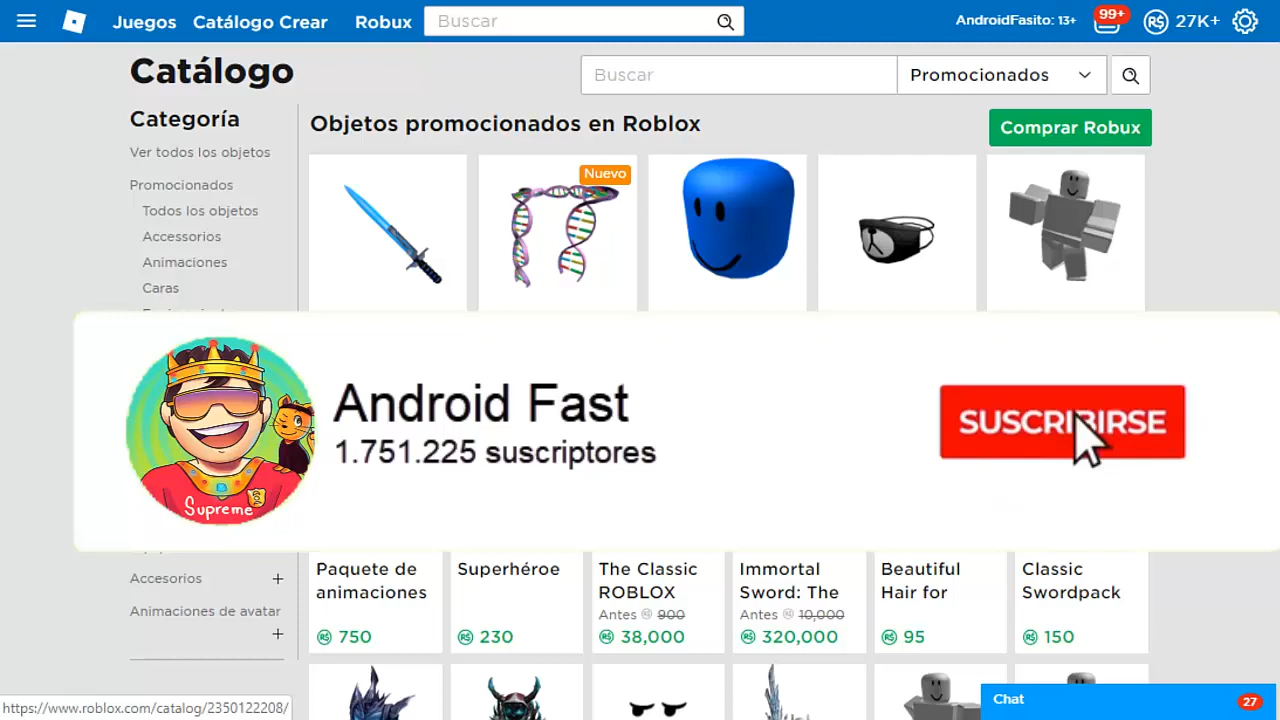 Juegos Catálogo Crear Robux Buscar AndroidFasito: 13+ 99+ 27K+
Catálogo
Buscar Promocionados
Categoría
Objetos promocionados en Roblox
Comprar Robux
Ver todos los objetos
Promocionados
Todos los objetos
Accessorios
Animaciones
Caras
Nuevo
Android Fast
1.751.225 suscriptores
SUSCRIBIRSE
Supreme
Accesorios +
Animaciones de avatar
+
Paquete de
animaciones
750
Superhéroe
230
The Classic
ROBLOX
Antes 900
38,000
Immortal
Sword: The
Antes 10,000
320,000
Beautiful
Hair for
95
Classic
Swordpack
150
https://www.roblox.com/catalog/2350122208/
Chat 27